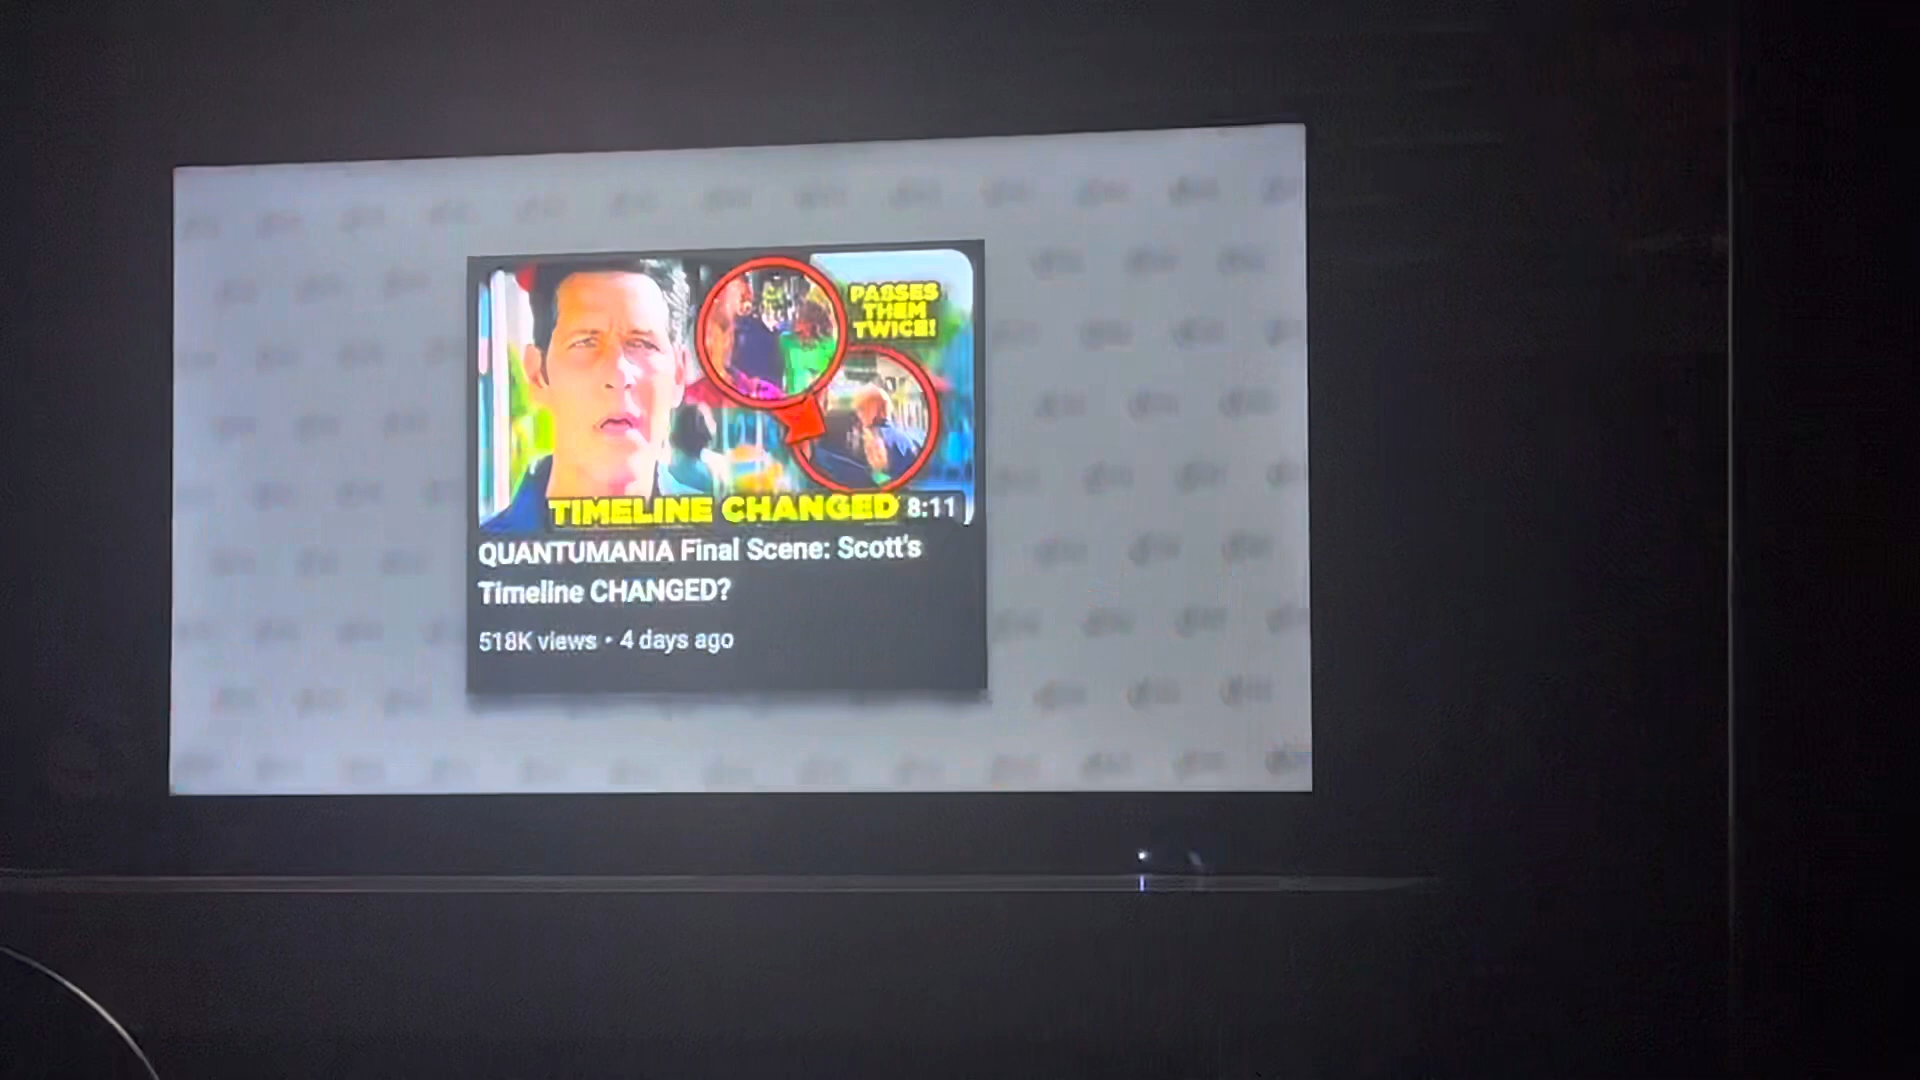 PASSES
THEM
TWICE!
TIMELINE CHANGED
8:11
QUANTUMANIA Final Scene: Scott's
Timeline CHANGED?
518K views • 4 days ago